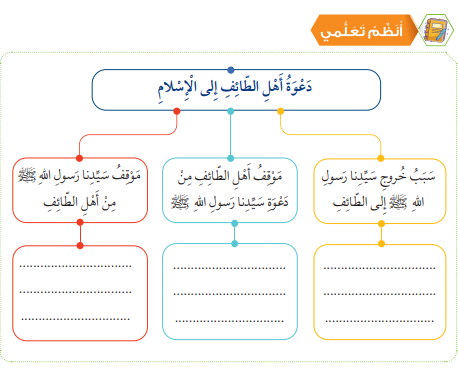 أُنَظِّمُ تَعَلُّمي
دَعْوَةُ أَهْلِ الطّائِفِ إِلى الْإِسْلامِ
سَبَبُ خُروجِ سَيِّدِنا رَسولِ
اللهِ ﷺ إِلى الطّائِفِ
مَوْقِفُ أَهْلِ الطّائِفِ مِنْ
دَعْوَةِ سَيِّدِنا رَسولِ اللهِ ﷺ
مَوْقِفُ سَيِّدِنا رَسولِ اللهِ ﷺ
مِنْ أَهْلِ الطّائِفِ